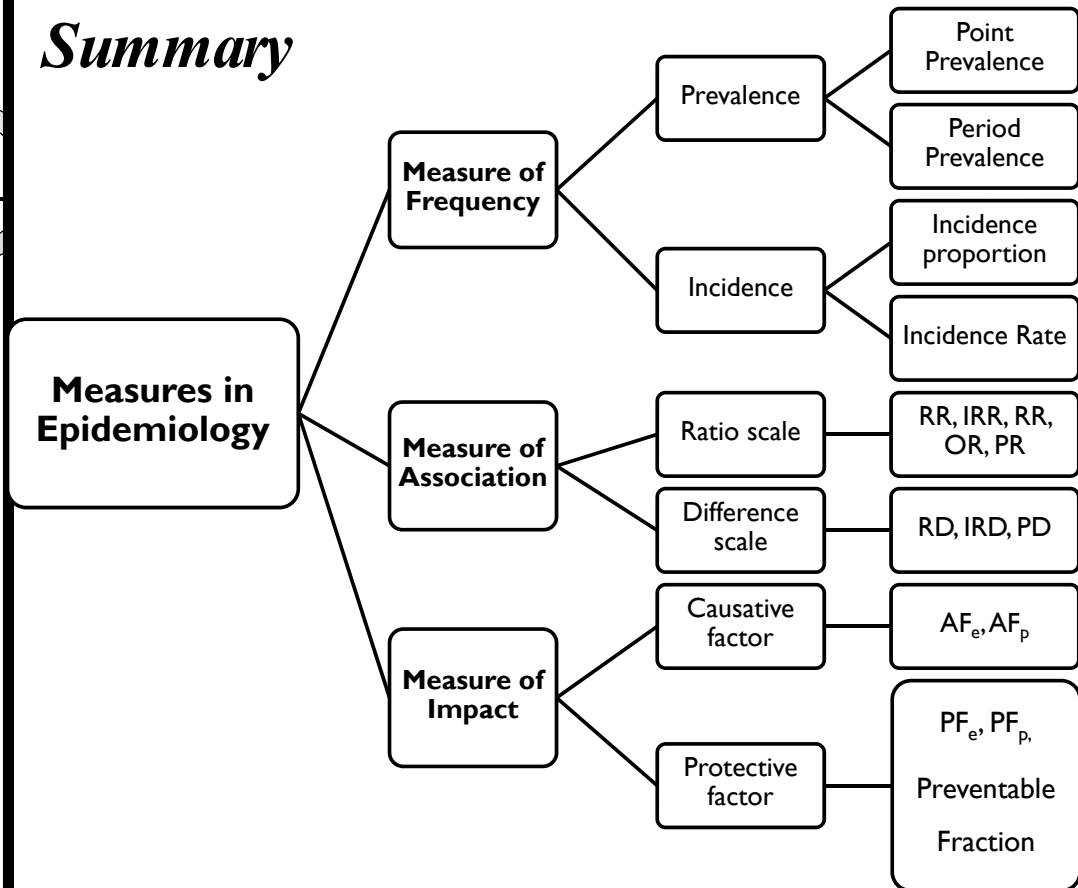 Summary
Measures in
Epidemiology
Measure of
Frequency
Prevalence
Point
Prevalence
Period
Prevalence
Incidence
Incidence
proportion
Incidence Rate
Measure of
Association
Ratio scale
RR, IRR, RR,
OR, PR
Difference
scale
RD, IRD, PD
Measure of
Impact
Causative
factor
AFₑ, AFₚ
Protective
factor
PFₑ, PFₚ,
Preventable
Fraction